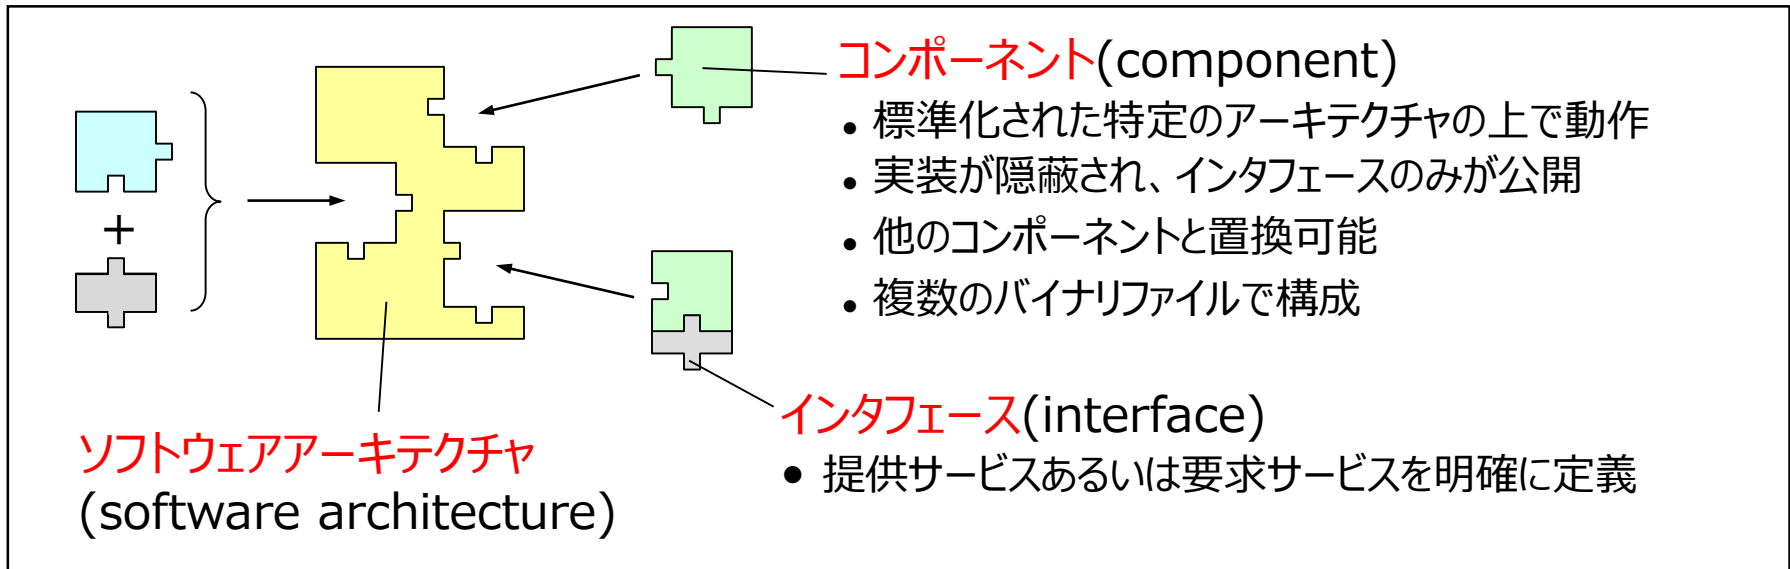 コンポーネント(component)
• 標準化された特定のアーキテクチャの上で動作
• 実装が隠蔽され、インタフェースのみが公開
• 他のコンポーネントと置換可能
• 複数のバイナリファイルで構成
+
インタフェース(interface)
• 提供サービスあるいは要求サービスを明確に定義
ソフトウェアアーキテクチャ
(software architecture)